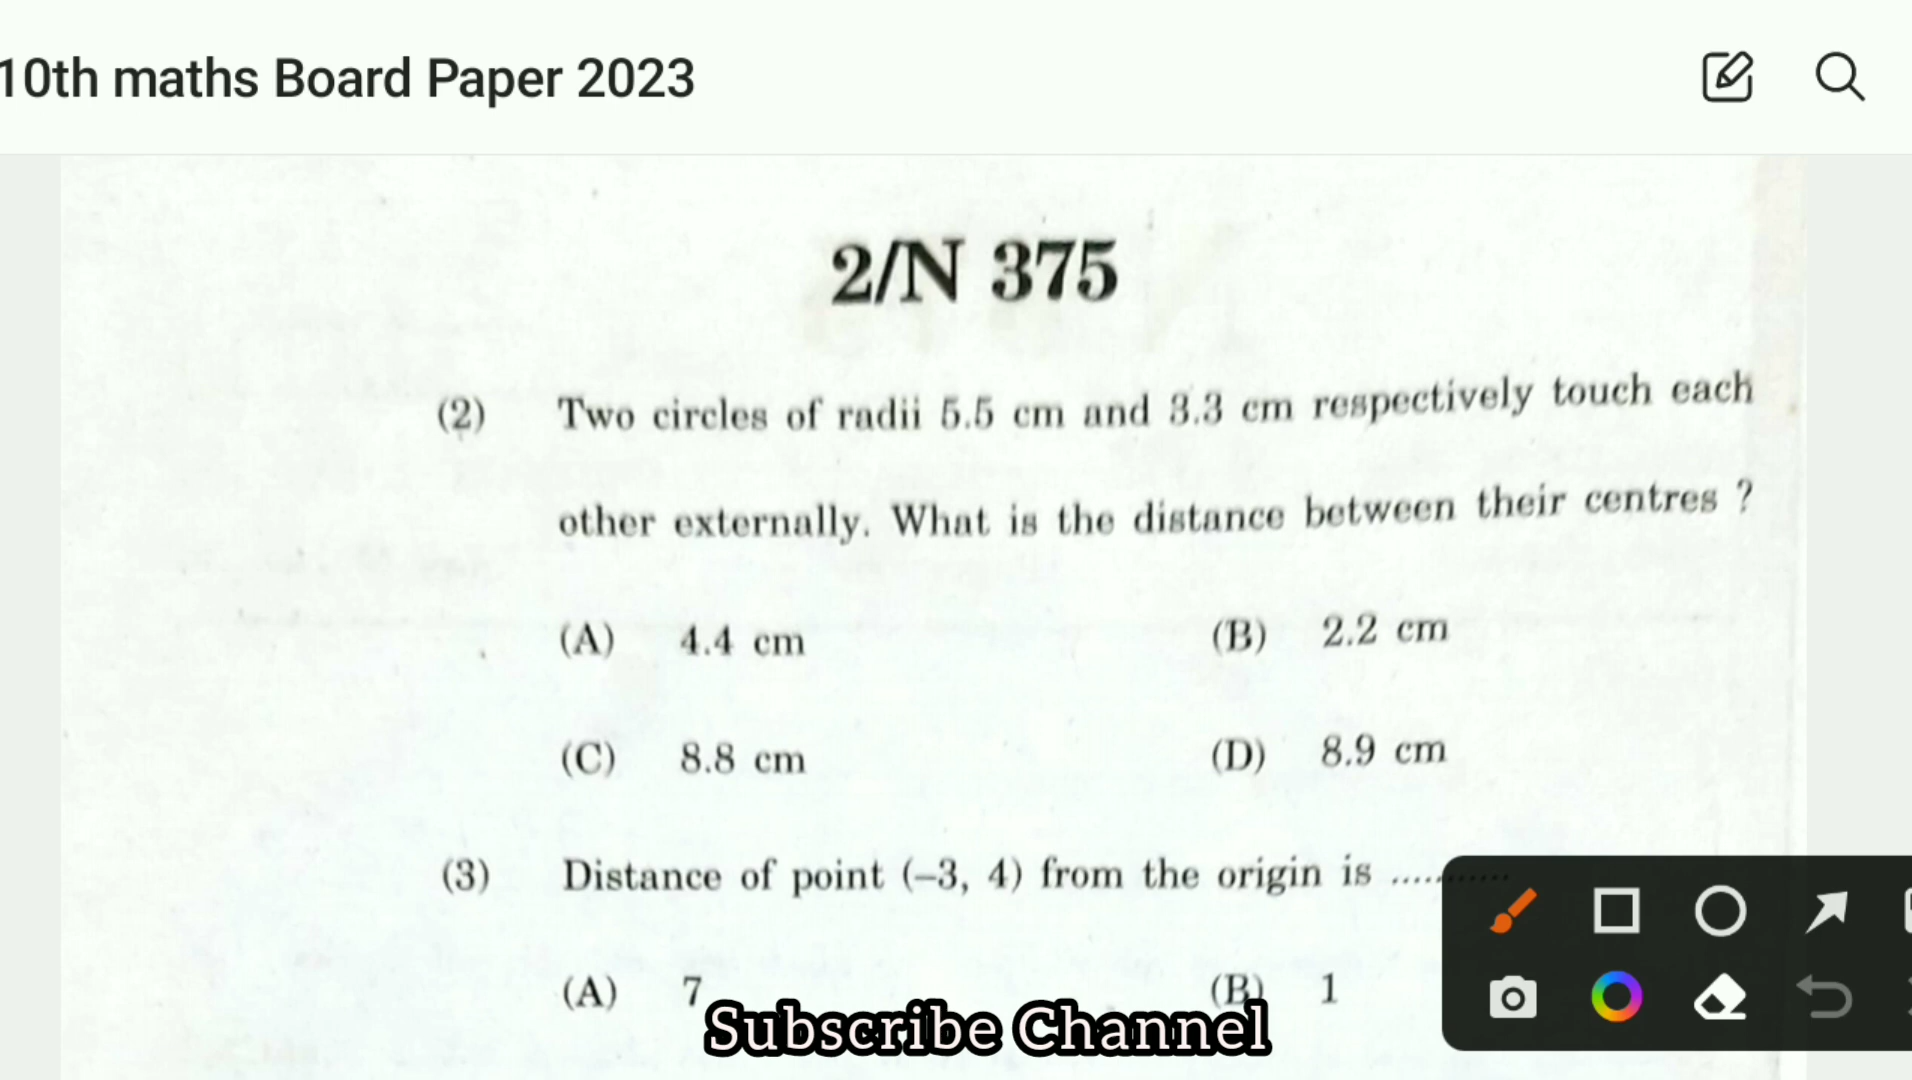 10th maths Board Paper 2023
2/N 375
(2) Two circles of radii 5.5 cm and 3.3 cm respectively touch each
other externally. What is the distance between their centres ?
(A) 4.4 cm (B) 2.2 cm
(C) 8.8 cm (D) 8.9 cm
(3) Distance of point (–3, 4) from the origin is ...........
(A) 7 (B) 1
Subscribe Channel